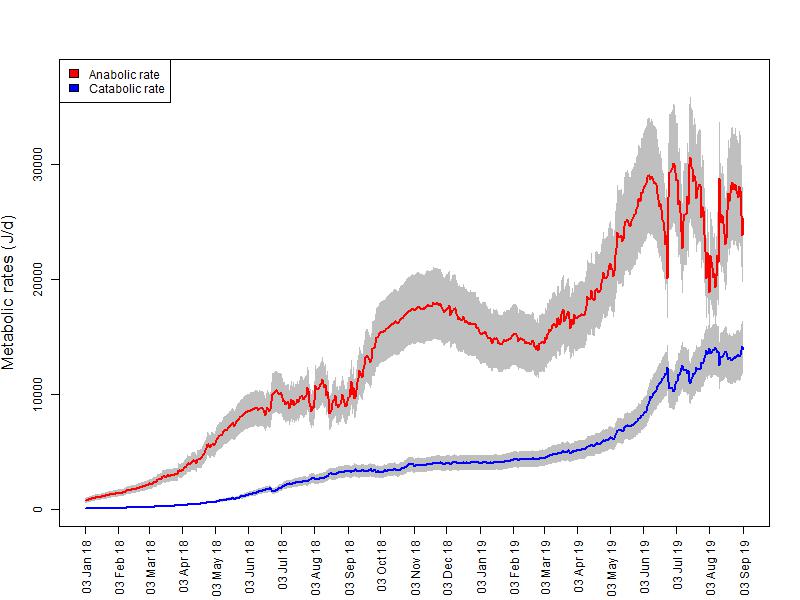 Anabolic rate
Catabolic rate
Metabolic rates (J/d)
30000
20000
10000
0
03 Jan 18
03 Feb 18
03 Mar 18
03 Apr 18
03 May 18
03 Jun 18
03 Jul 18
03 Aug 18
03 Sep 18
03 Oct 18
03 Nov 18
03 Dec 18
03 Jan 19
03 Feb 19
03 Mar 19
03 Apr 19
03 May 19
03 Jun 19
03 Jul 19
03 Aug 19
03 Sep 19